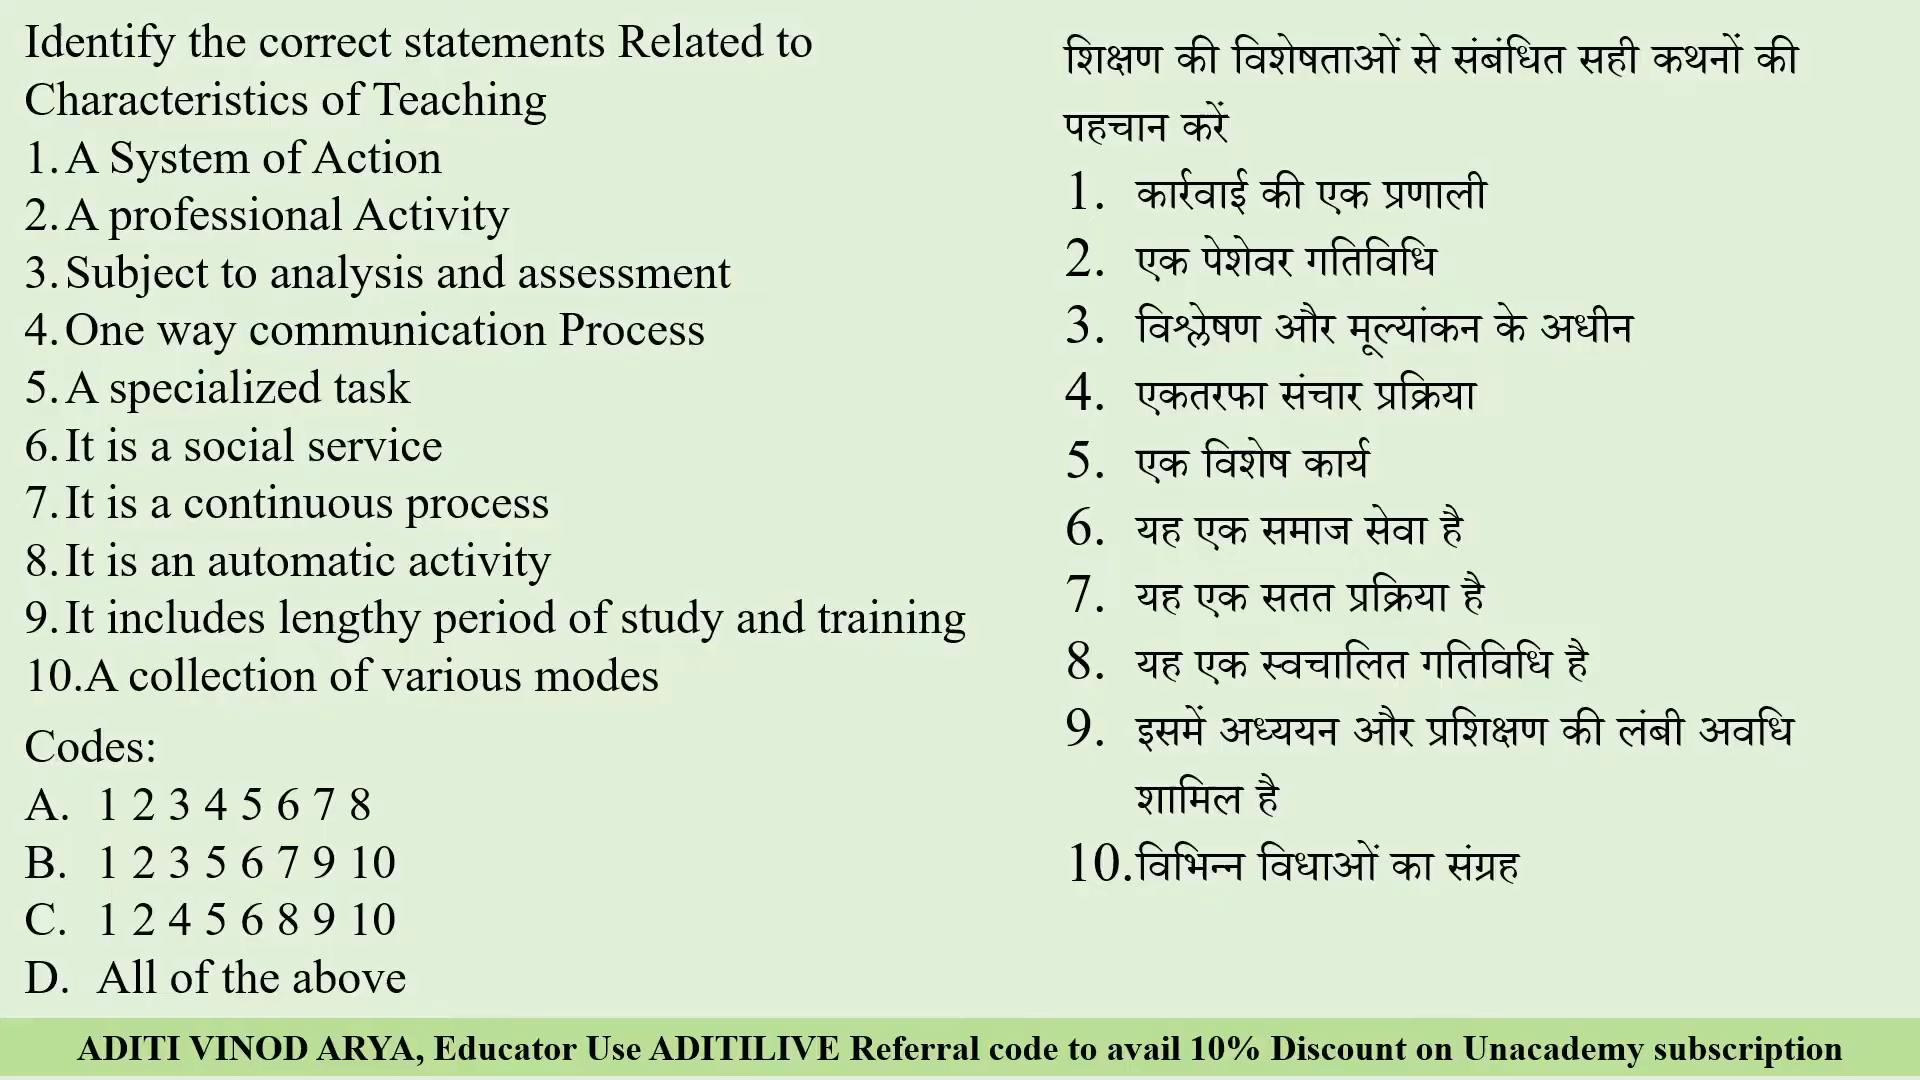 Identify the correct statements Related to
Characteristics of Teaching
1. A System of Action
2. A professional Activity
3. Subject to analysis and assessment
4. One way communication Process
5. A specialized task
6. It is a social service
7. It is a continuous process
8. It is an automatic activity
9. It includes lengthy period of study and training
10.A collection of various modes
Codes:
A. 1 2 3 4 5 6 7 8
B. 1 2 3 5 6 7 9 10
C. 1 2 4 5 6 8 9 10
D. All of the above
शिक्षण की विशेषताओं से संबंधित सही कथनों की
पहचान करें
1. कार्रवाई की एक प्रणाली
2. एक पेशेवर गतिविधि
3. विश्लेषण और मूल्यांकन के अधीन
4. एकतरफा संचार प्रक्रिया
5. एक विशेष कार्य
6. यह एक समाज सेवा है
7. यह एक सतत प्रक्रिया है
8. यह एक स्वचालित गतिविधि है
9. इसमें अध्ययन और प्रशिक्षण की लंबी अवधि
शामिल है
10.विभिन्न विधाओं का संग्रह
ADITI VINOD ARYA, Educator Use ADITILIVE Referral code to avail 10% Discount on Unacademy subscription